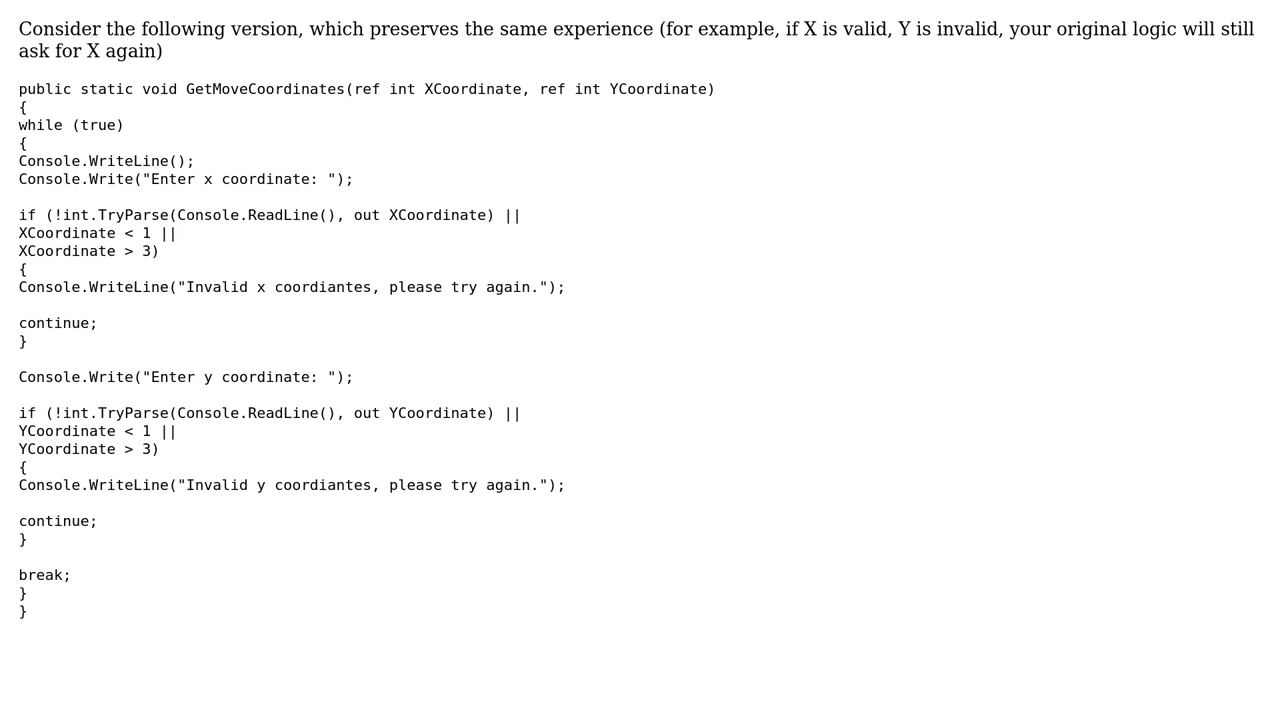 Consider the following version, which preserves the same experience (for example, if X is valid, Y is invalid, your original logic will still
ask for X again)
public static void GetMoveCoordinates(ref int XCoordinate, ref int YCoordinate)
{
while (true)
{
Console.WriteLine();
Console.Write("Enter x coordinate: ");
if (!int.TryParse(Console.ReadLine(), out XCoordinate) ||
XCoordinate < 1 ||
XCoordinate > 3)
{
Console.WriteLine("Invalid x coordiantes, please try again.");
continue;
}
Console.Write("Enter y coordinate: ");
if (!int.TryParse(Console.ReadLine(), out YCoordinate) ||
YCoordinate < 1 ||
YCoordinate > 3)
{
Console.WriteLine("Invalid y coordiantes, please try again.");
continue;
}
break;
}
}